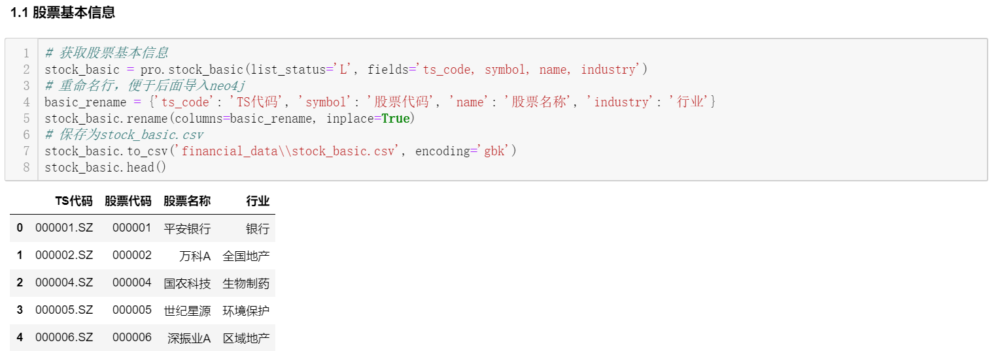 1.1 股票基本信息
1 # 获取股票基本信息
2 stock_basic = pro.stock_basic(list_status='L', fields='ts_code, symbol, name, industry')
3 # 重命名行，便于后面导入neo4j
4 basic_rename = {'ts_code': 'TS代码', 'symbol': '股票代码', 'name': '股票名称', 'industry': '行业'}
5 stock_basic.rename(columns=basic_rename, inplace=True)
6 # 保存为stock_basic.csv
7 stock_basic.to_csv('financial_data\\stock_basic.csv', encoding='gbk')
8 stock_basic.head()
TS代码 股票代码 股票名称 行业
0 000001.SZ 000001 平安银行 银行
1 000002.SZ 000002 万科A 全国地产
2 000004.SZ 000004 国农科技 生物制药
3 000005.SZ 000005 世纪星源 环境保护
4 000006.SZ 000006 深振业A 区域地产